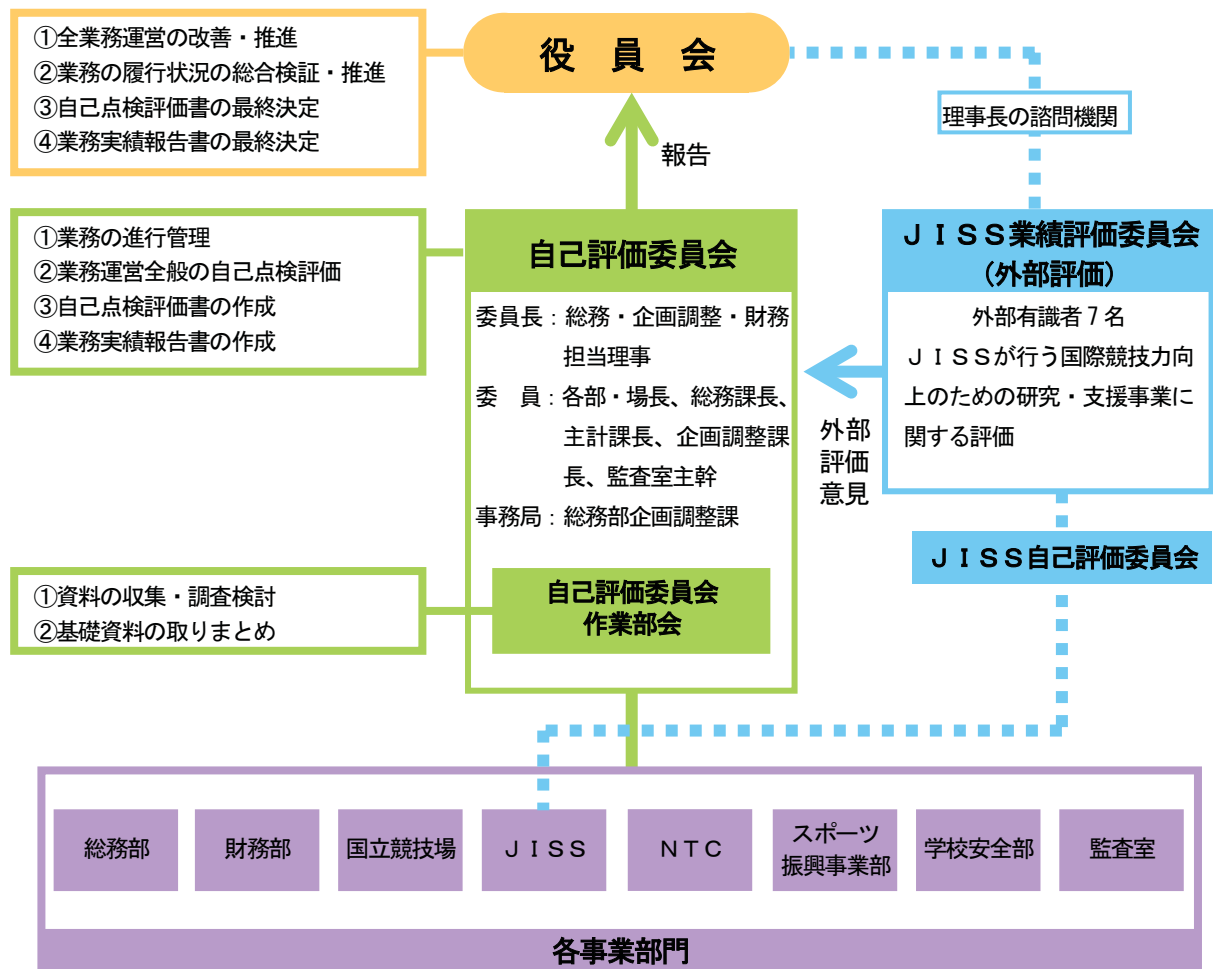 ①全業務運営の改善・推進
②業務の履行状況の総合検証・推進
③自己点検評価書の最終決定
④業務実績報告書の最終決定
役　員　会
理事長の諮問機関
報告
①業務の進行管理
②業務運営全般の自己点検評価
③自己点検評価書の作成
④業務実績報告書の作成
自己評価委員会
委員長：総務・企画調整・財務
担当理事
委　員：各部・場長、総務課長、
主計課長、企画調整課
長、監査室主幹
事務局：総務部企画調整課
ＪＩＳＳ業績評価委員会
（外部評価）
外部有識者７名
ＪＩＳＳが行う国際競技力向
上のための研究・支援事業に
関する評価
外部
評価
意見
ＪＩＳＳ自己評価委員会
①資料の収集・調査検討
②基礎資料の取りまとめ
自己評価委員会
作業部会
総務部
財務部
国立競技場
ＪＩＳＳ
ＮＴＣ
スポーツ
振興事業部
学校安全部
監査室
各事業部門